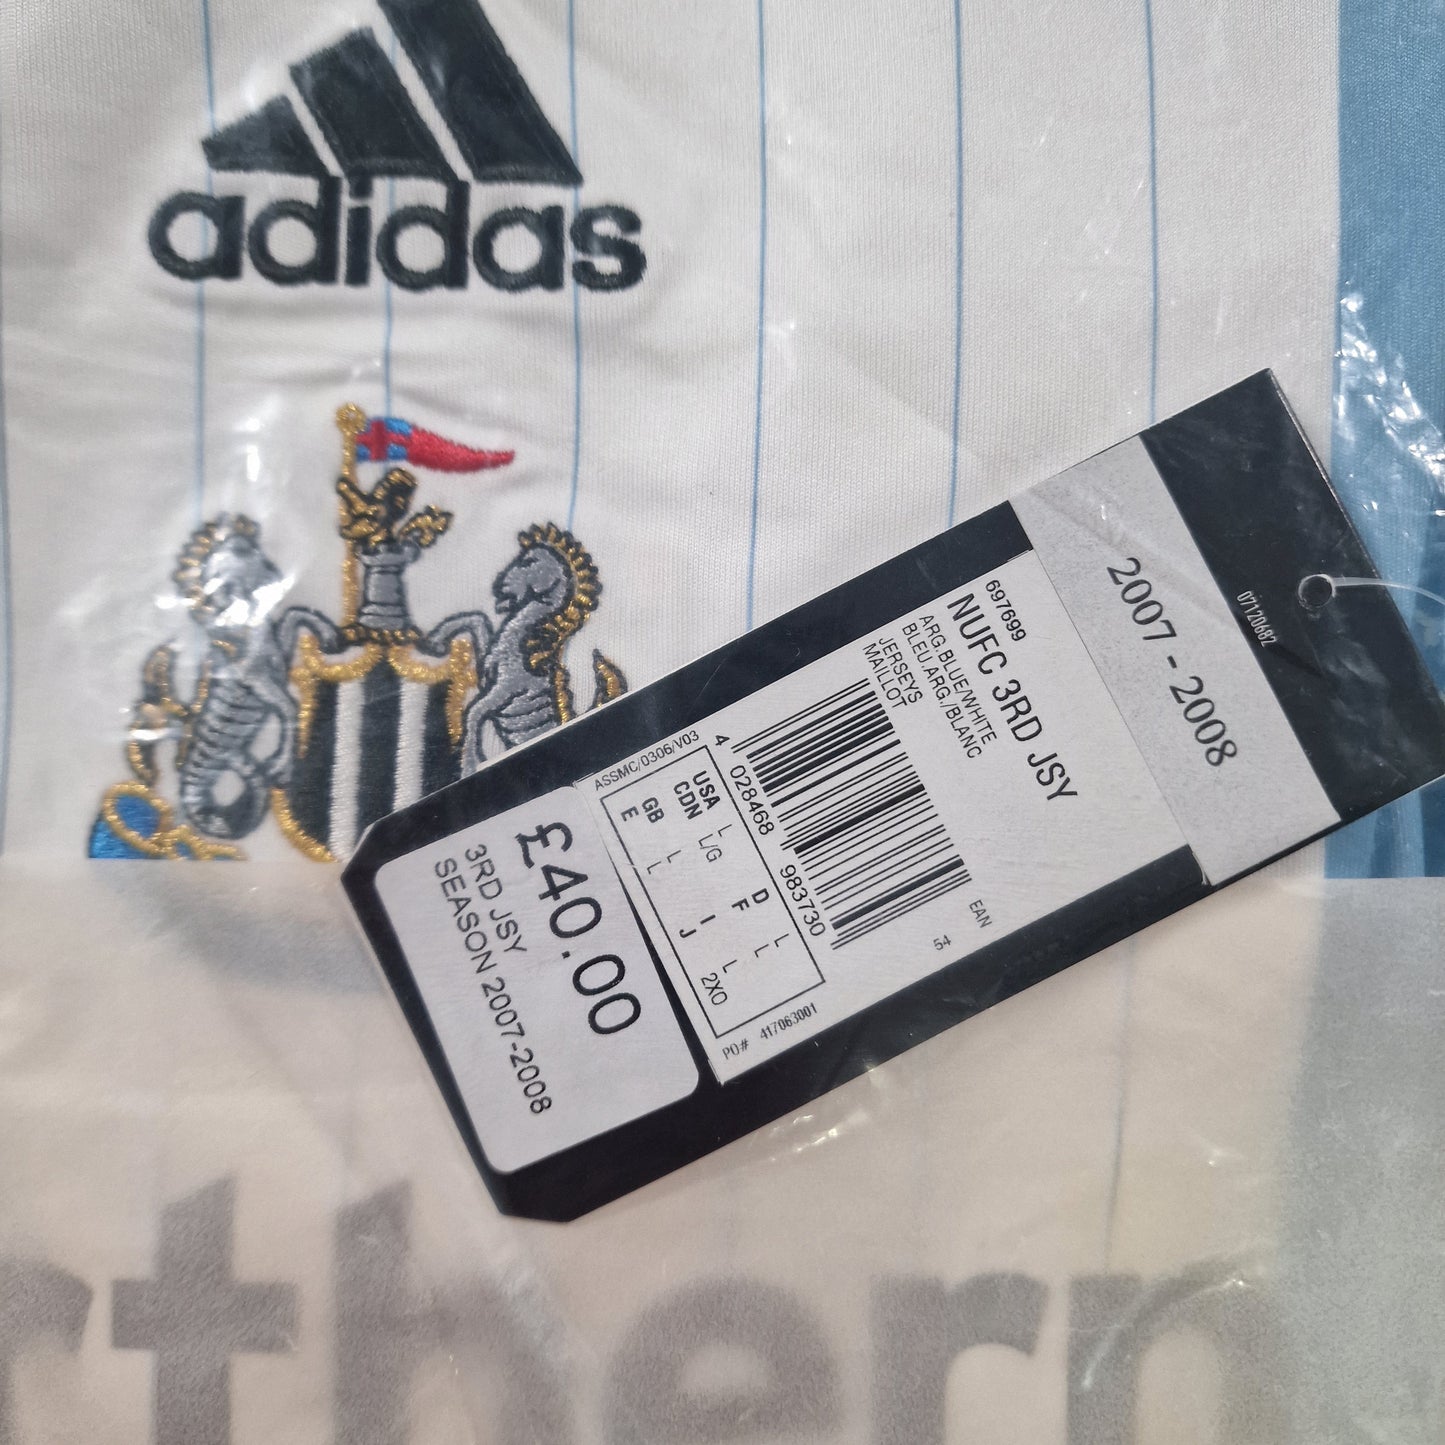 adidas
07120682
2007 - 2008
697699
NUFC 3RD JSY
ARG.BLUE/WHITE
BLEU.ARG./BLANC
JERSEYS
MAILLOT
4 028468 983730
EAN
54
ASSMC/0306/V03
USA L
CDN L/G
GB L
E L
D L
F L
I L
J 2XO
PO# 417063001
£40.00
3RD JSY
SEASON 2007-2008
rthern